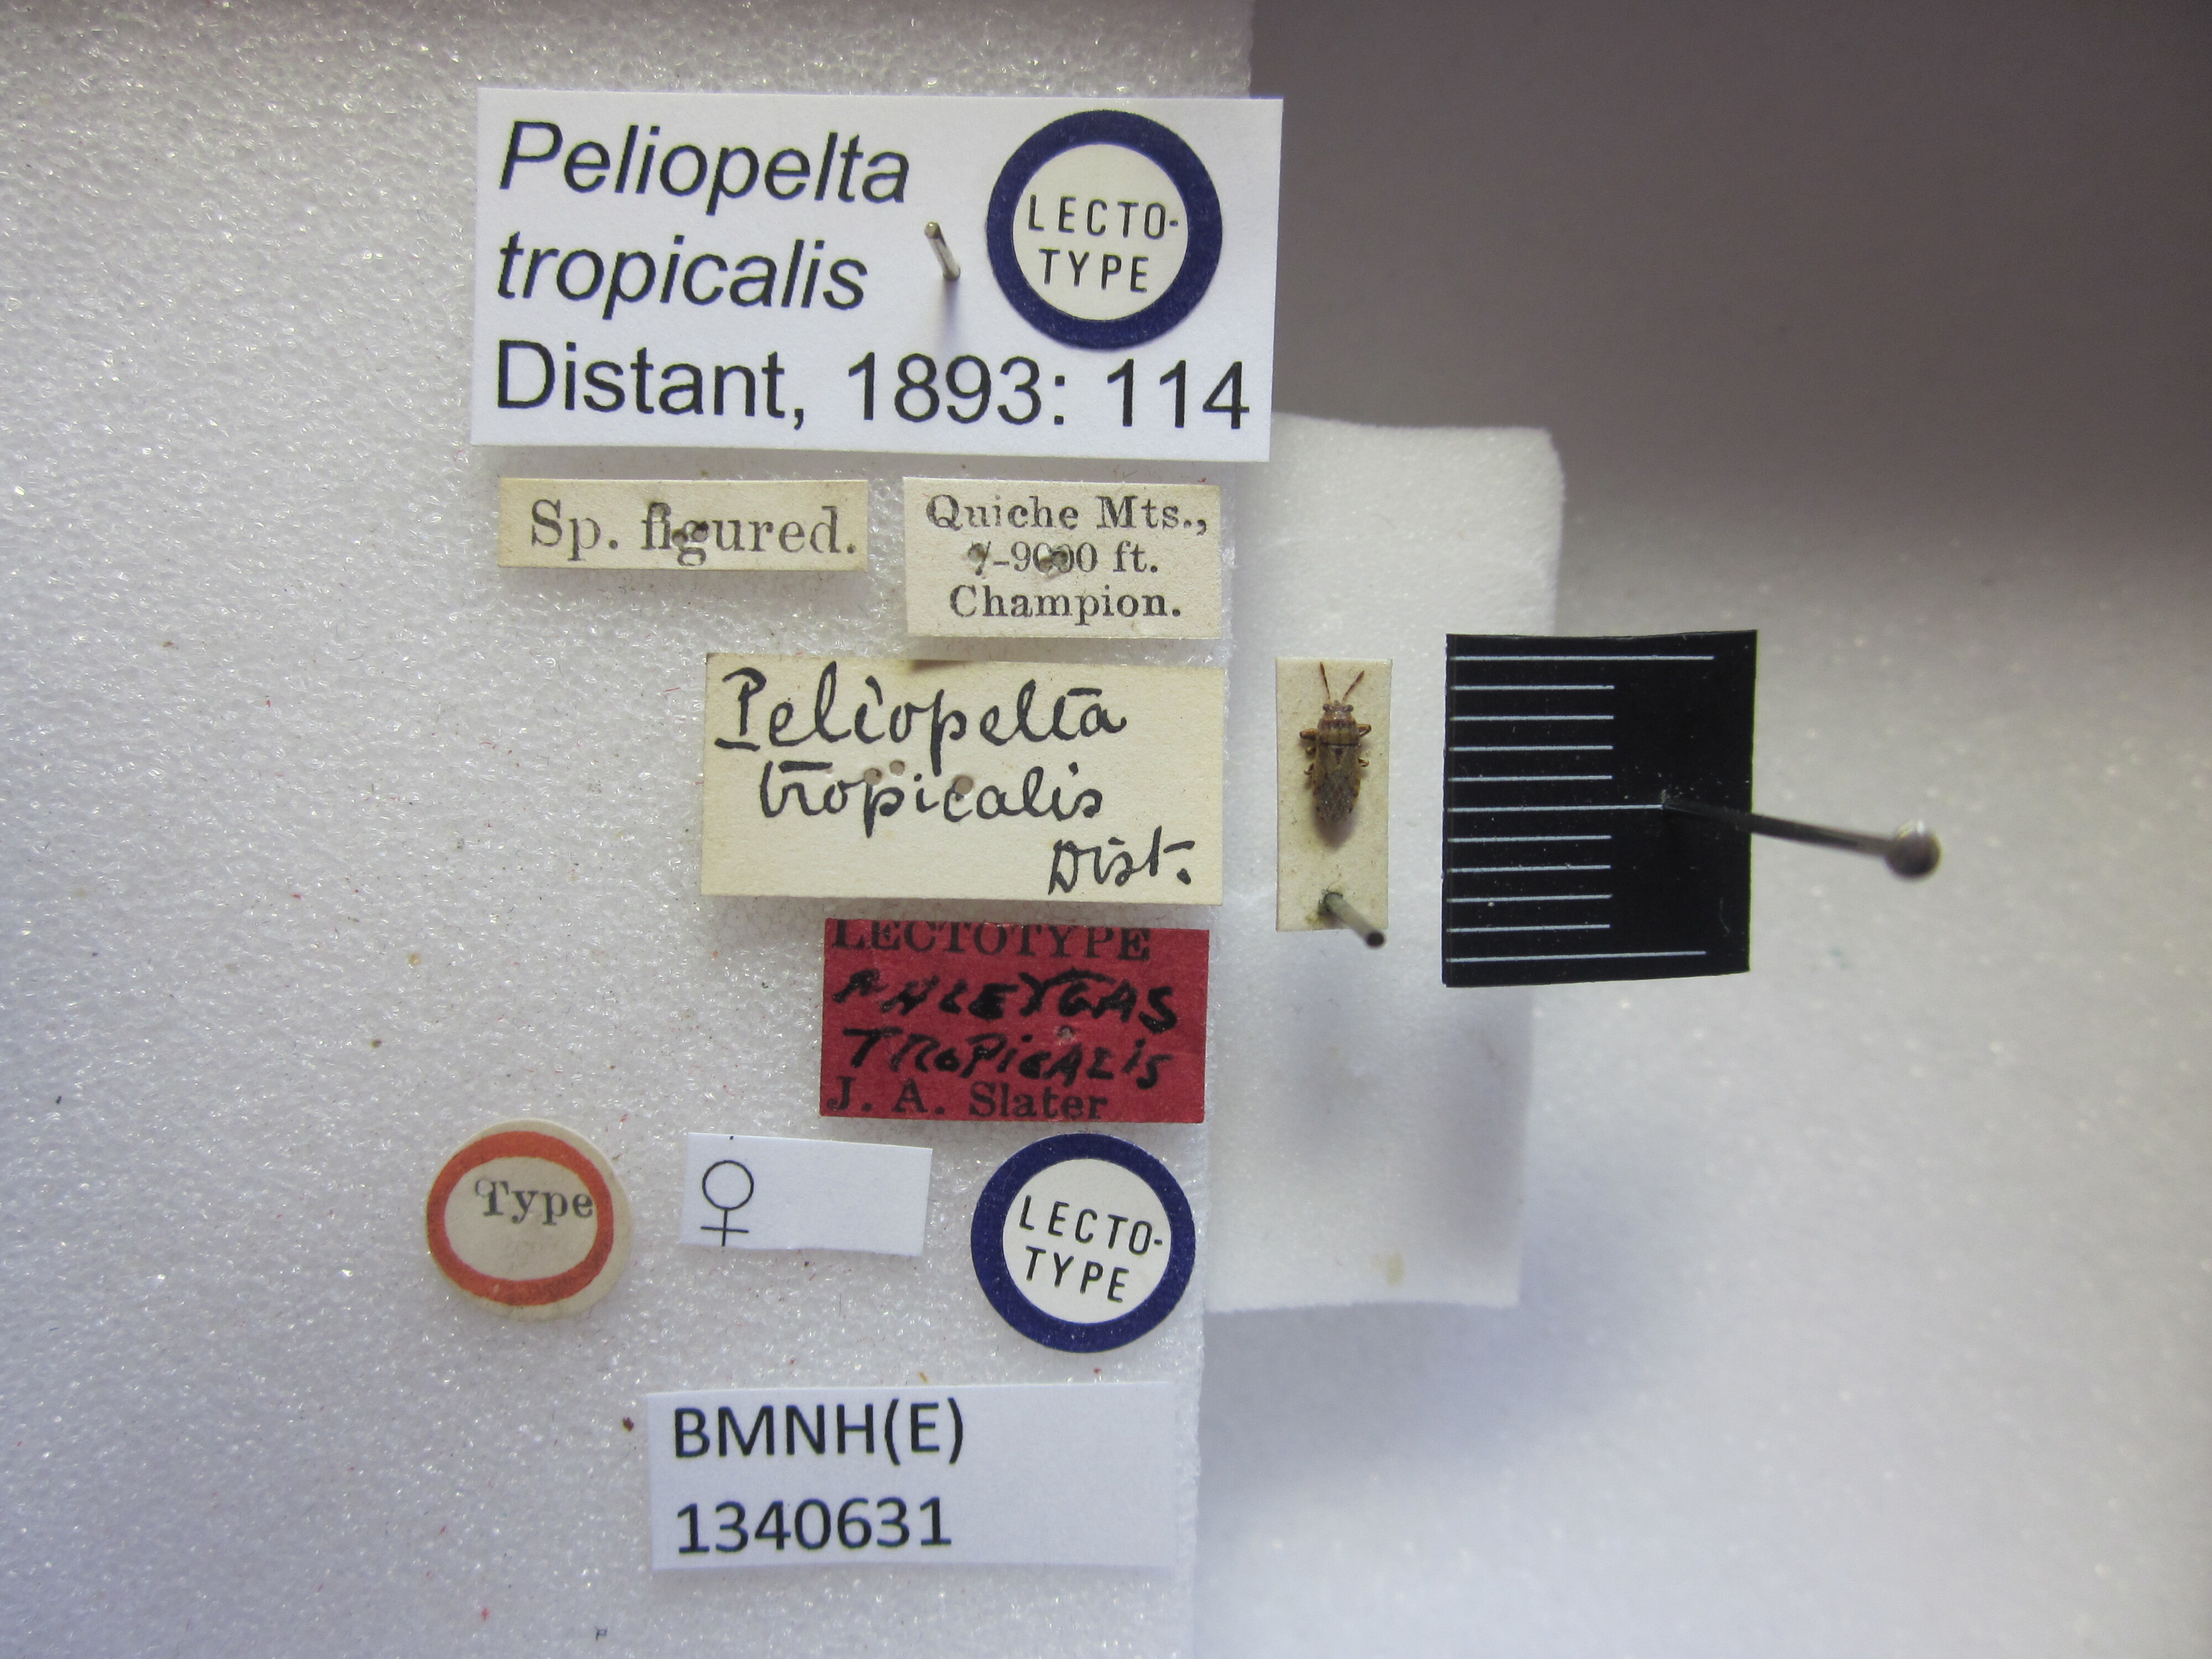 Peliopelta
tropicalis
Distant, 1893: 114
LECTO-
TYPE
Sp. figured.
Quiche Mts.,
7-9000 ft.
Champion.
Peliopelta
tropicalis
Dist.
LECTOTYPE
PHLEYGAS
TROPICALIS
J. A. Slater
Type
♀
LECTO-
TYPE
BMNH(E)
1340631